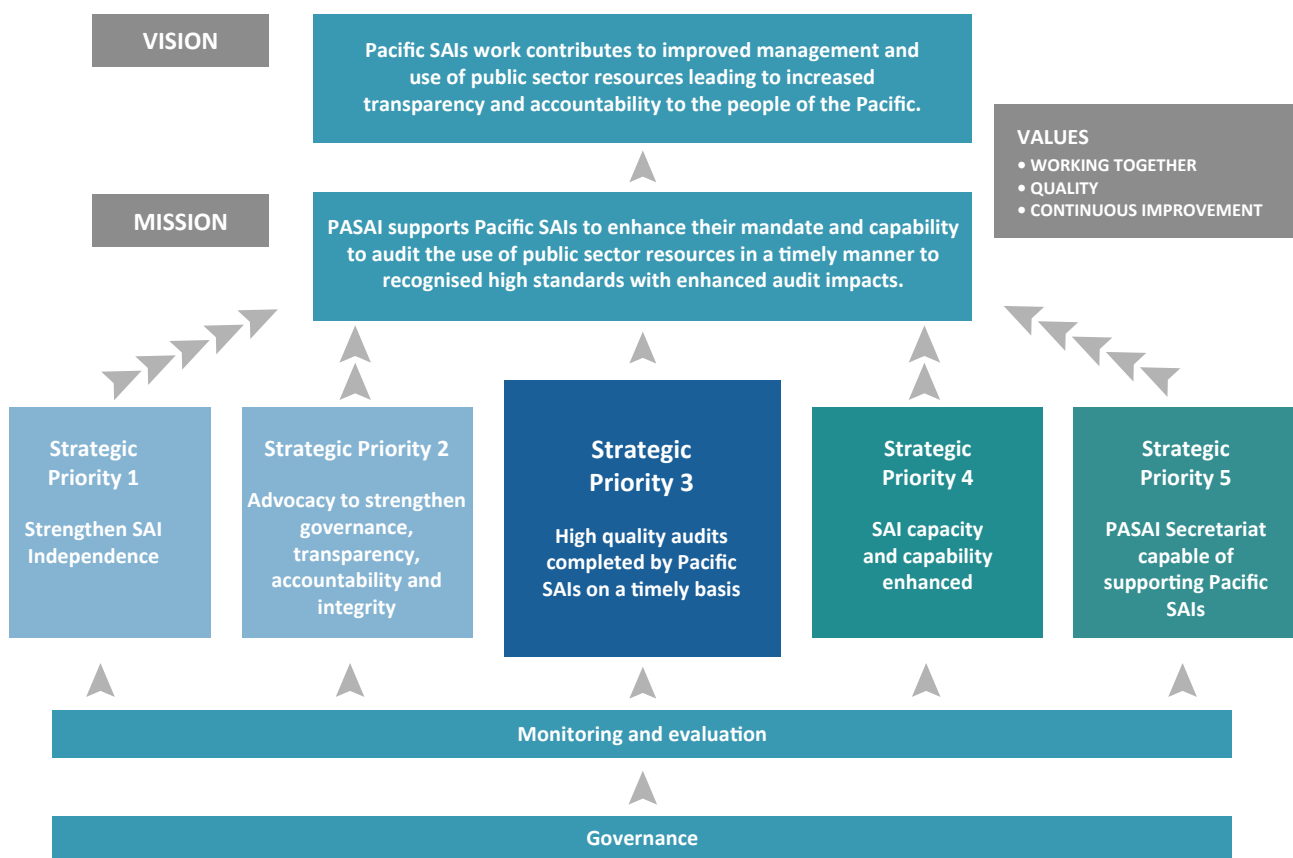 VISION
Pacific SAIs work contributes to improved management and
use of public sector resources leading to increased
transparency and accountability to the people of the Pacific.
VALUES
• WORKING TOGETHER
• QUALITY
• CONTINUOUS IMPROVEMENT
MISSION
PASAI supports Pacific SAIs to enhance their mandate and capability
to audit the use of public sector resources in a timely manner to
recognised high standards with enhanced audit impacts.
Strategic
Priority 1
Strengthen SAI
Independence
Strategic Priority 2
Advocacy to strengthen
governance,
transparency,
accountability and
integrity
Strategic
Priority 3
High quality audits
completed by Pacific
SAIs on a timely basis
Strategic
Priority 4
SAI capacity
and capability
enhanced
Strategic
Priority 5
PASAI Secretariat
capable of
supporting Pacific
SAIs
Monitoring and evaluation
Governance